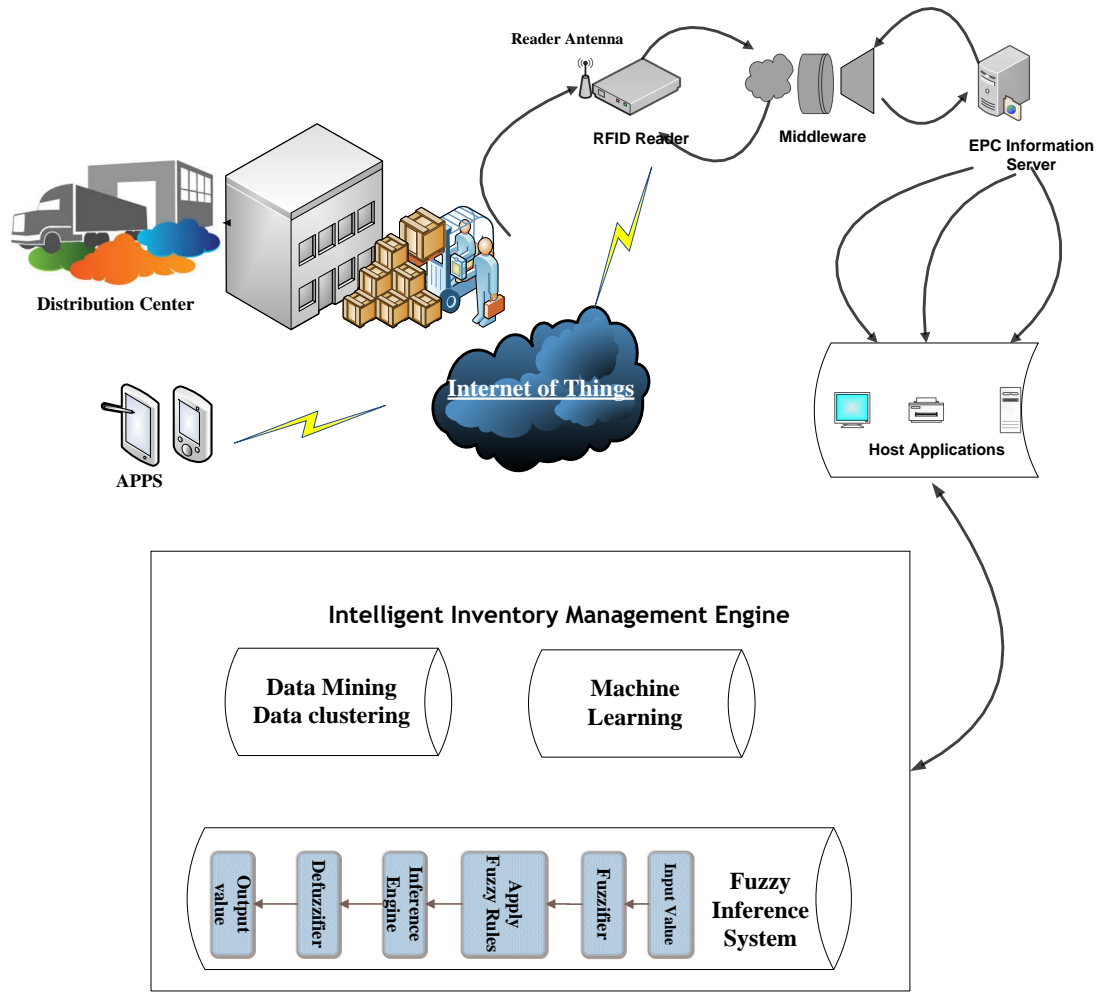 Reader Antenna
RFID Reader
Middleware
EPC Information
Server
Distribution Center
Internet of Things
APPS
Host Applications
Intelligent Inventory Management Engine
Data Mining
Data clustering
Machine
Learning
Output
value
Defuzzifier
Inference
Engine
Apply
Fuzzy Rules
Fuzzifier
Input Value
Fuzzy
Inference
System